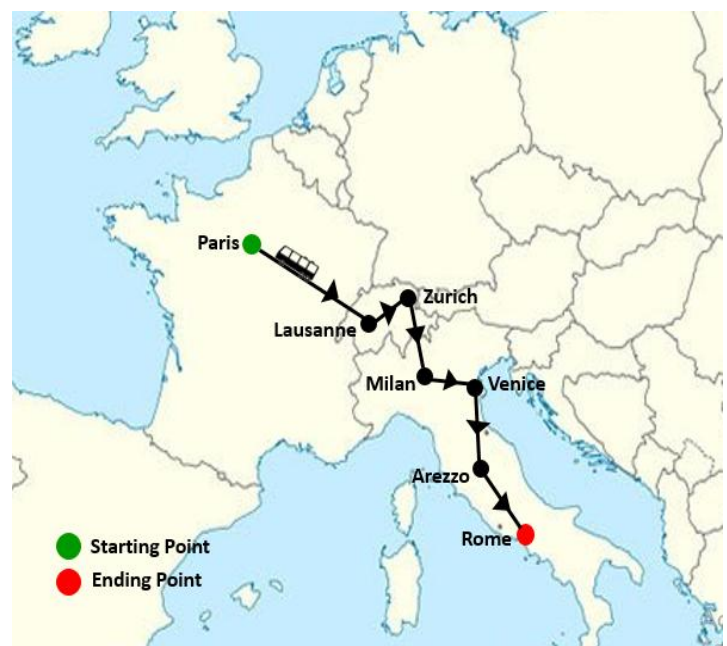 Paris
Zurich
Lausanne
Milan
Venice
Arezzo
Rome
Starting Point
Ending Point